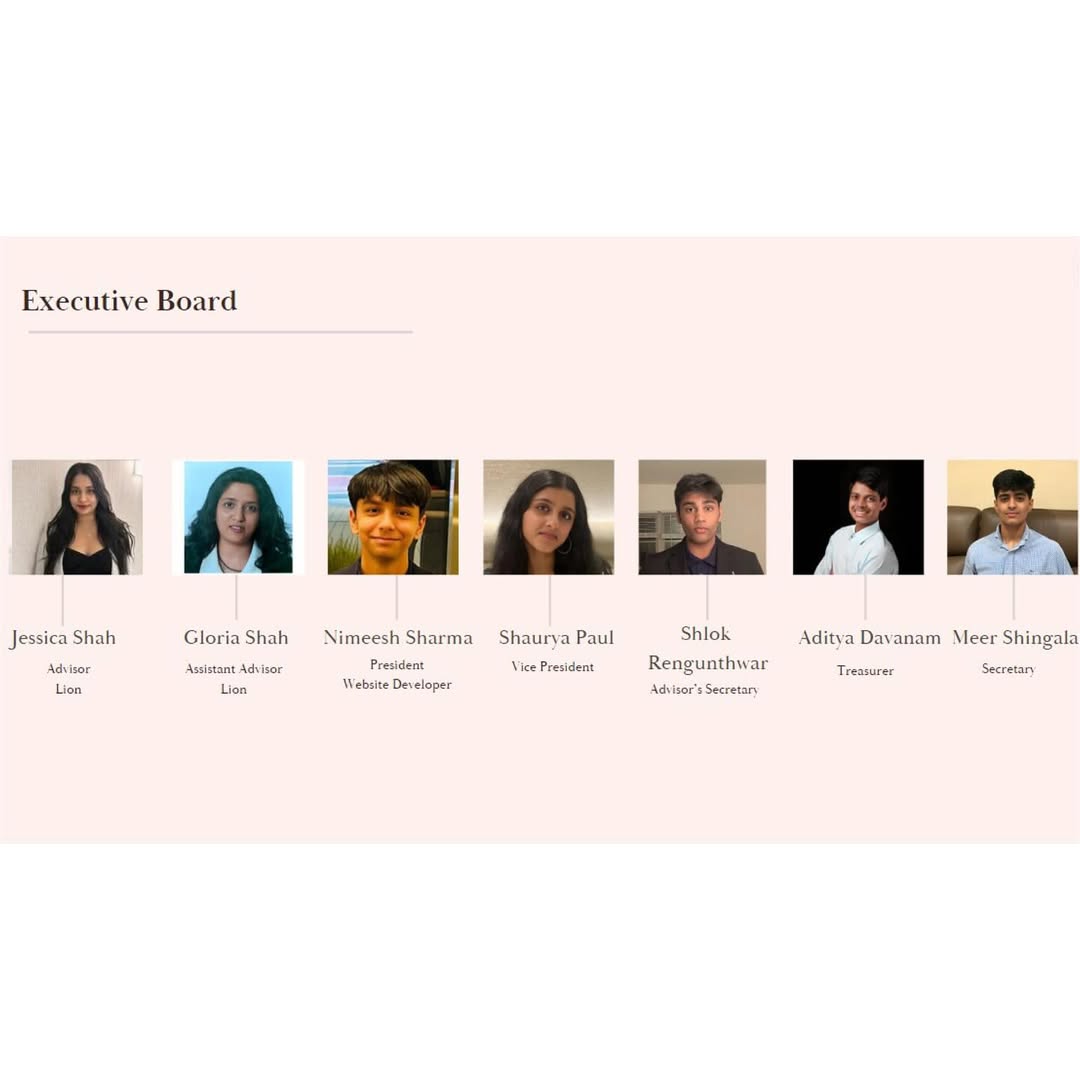 Executive Board
Jessica Shah
Advisor
Lion
Gloria Shah
Assistant Advisor
Lion
Nimeesh Sharma
President
Website Developer
Shaurya Paul
Vice President
Shlok
Rengunthwar
Advisor's Secretary
Aditya Davanam
Treasurer
Meer Shingala
Secretary